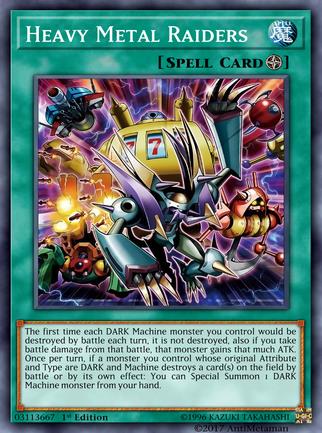 Heavy Metal Raiders
[Spell Card]
7 7 7
The first time each DARK Machine monster you control would be
destroyed by battle each turn, it is not destroyed, also if you take
battle damage from that battle, that monster gains that much ATK.
Once per turn, if a monster you control whose original Attribute
and Type are DARK and Machine destroys a card(s) on the field by
battle or by its own effect: You can Special Summon 1 DARK
Machine monster from your hand.
03113667 1st Edition ©1996 KAZUKI TAKAHASHI
©2017 AntiMetaman